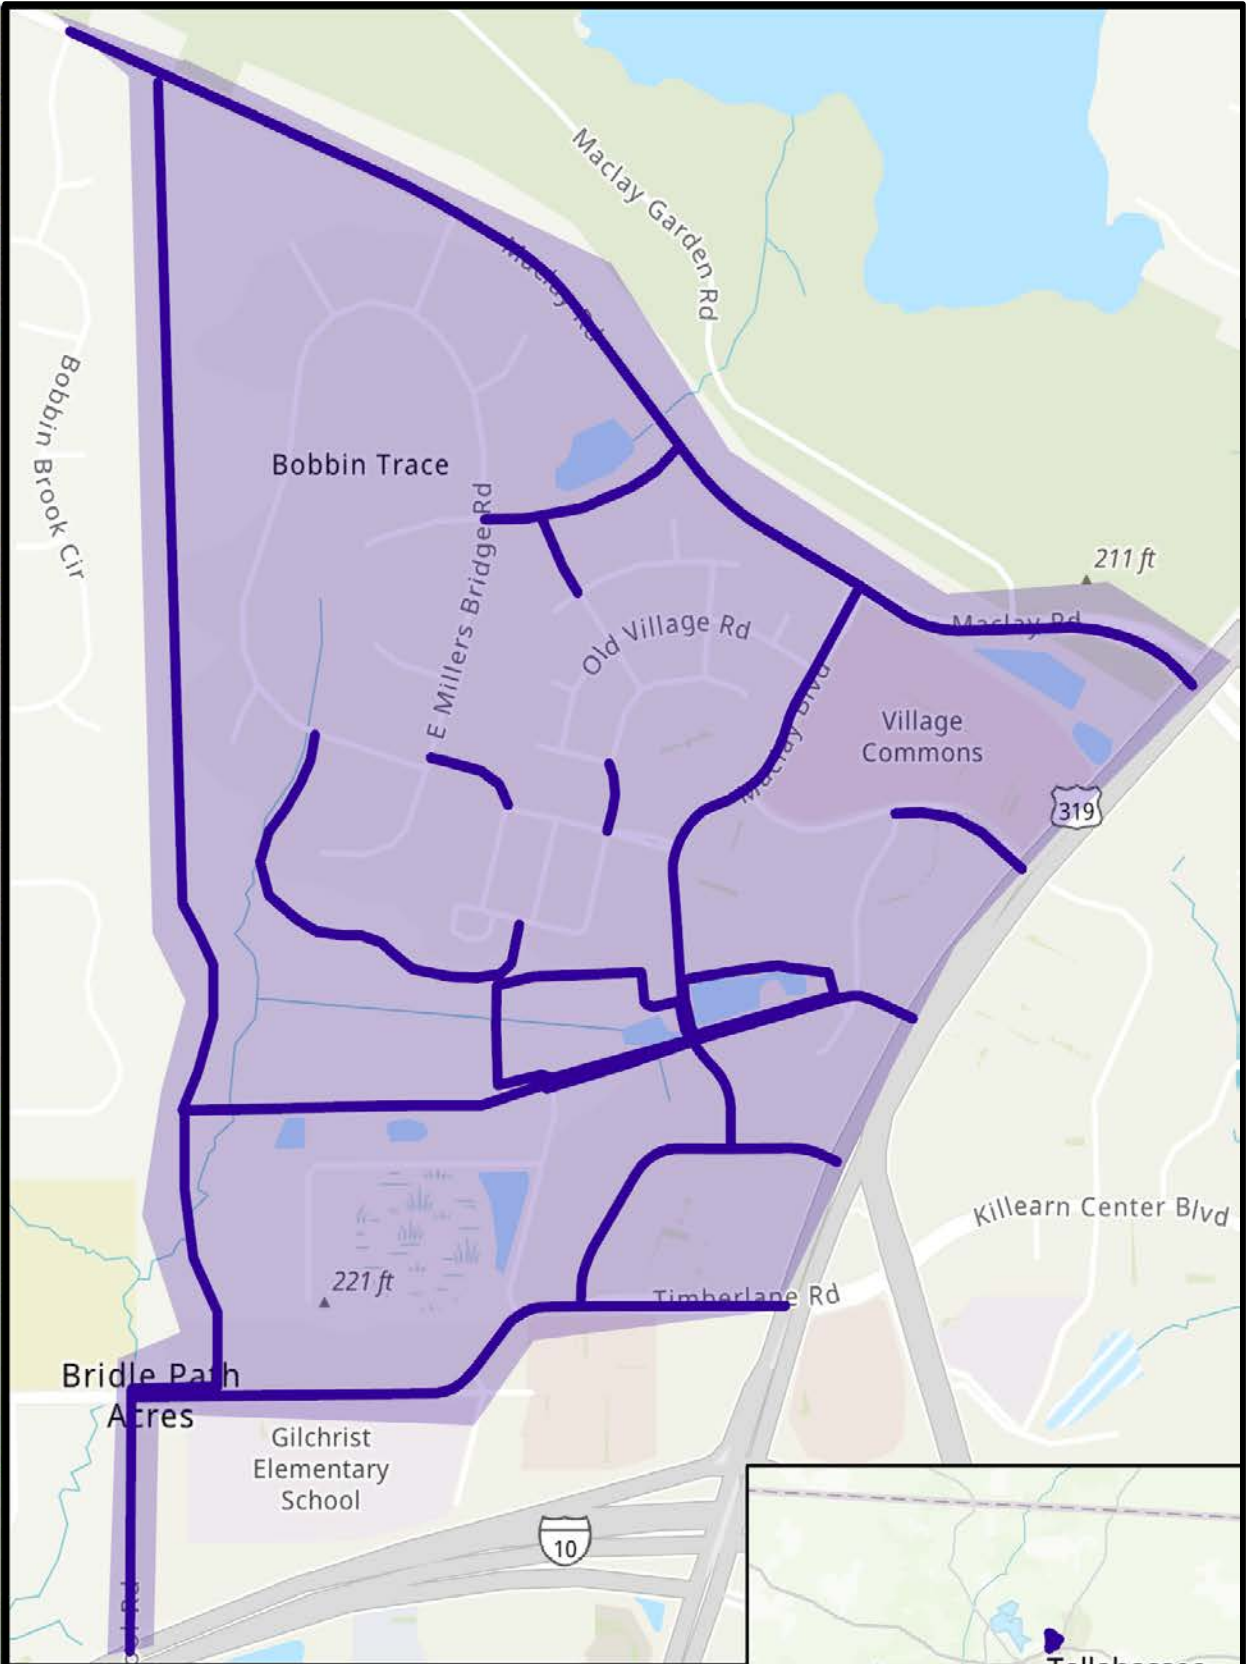 Maclay Garden Rd
Maclay Rd
Bobbin Brook Cir
Bobbin Trace
E Millers Bridge Rd
211 ft
Maclay Rd
Old Village Rd
Maclay Blvd
Village
Commons
319
Killearn Center Blvd
221 ft
Timberlane Rd
Bridle Path
Acres
Gilchrist
Elementary
School
10
Rd
Tallahassee